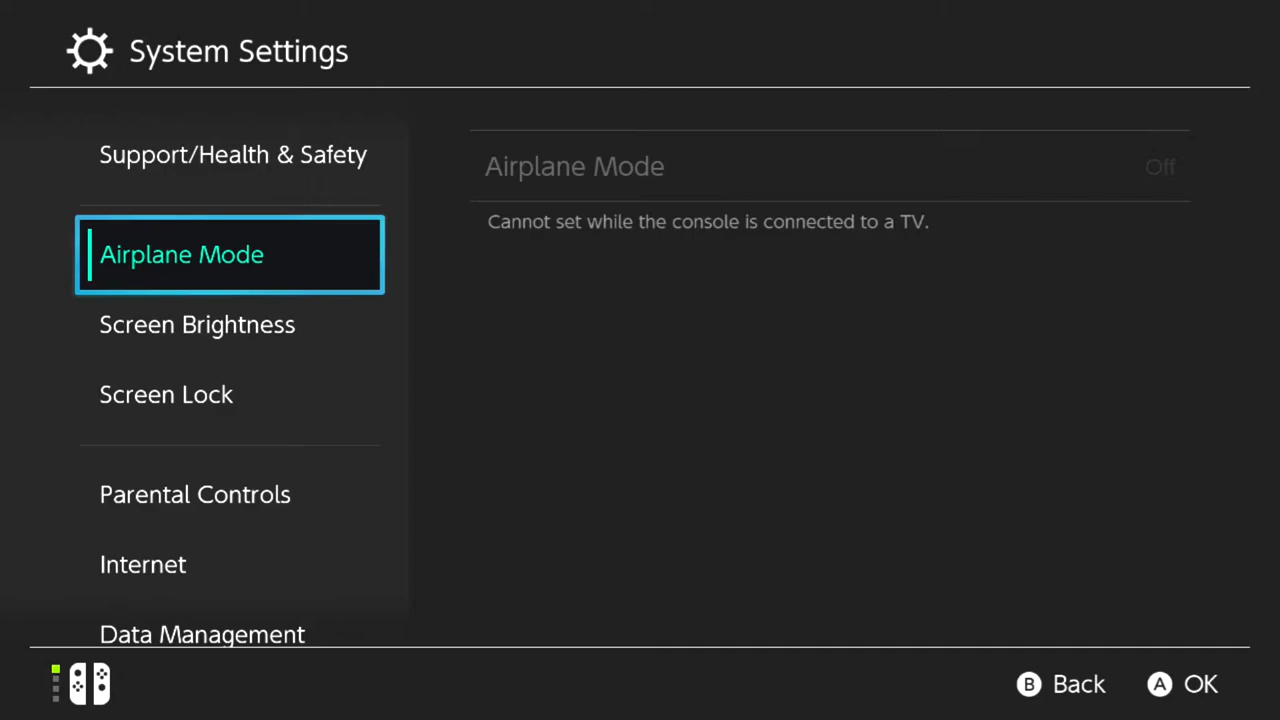 System Settings
Support/Health & Safety
Airplane Mode
Screen Brightness
Screen Lock
Parental Controls
Internet
Data Management
Airplane Mode Off
Cannot set while the console is connected to a TV.
B Back A OK